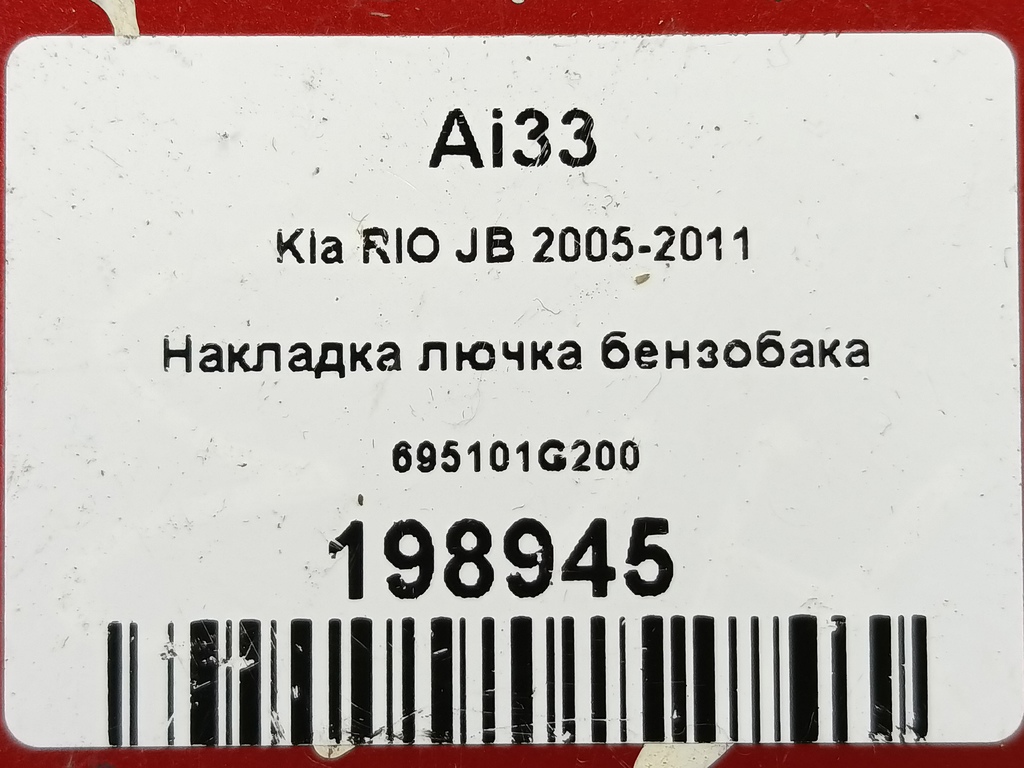 Ai33
Kia RIO JB 2005-2011
Накладка лючка бензобака
695101G200
198945